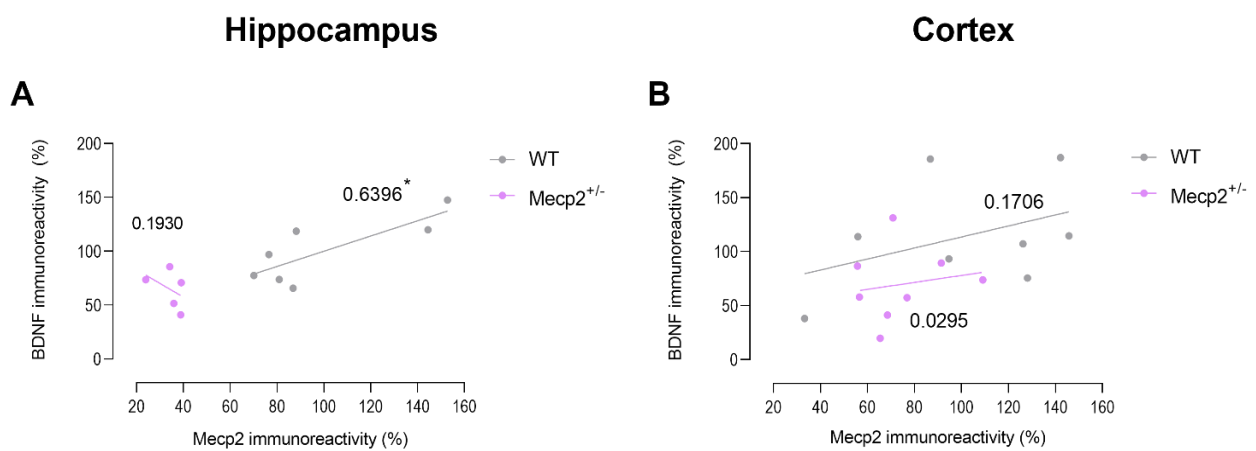 Hippocampus
Cortex
A
B
BDNF immunoreactivity (%)
200
150
100
50
0
0.1930
0.6396*
WT
Mecp2+/-
20 40 60 80 100 120 140 160
Mecp2 immunoreactivity (%)
BDNF immunoreactivity (%)
200
150
100
50
0
0.1706
0.0295
WT
Mecp2+/-
20 40 60 80 100 120 140 160
Mecp2 immunoreactivity (%)